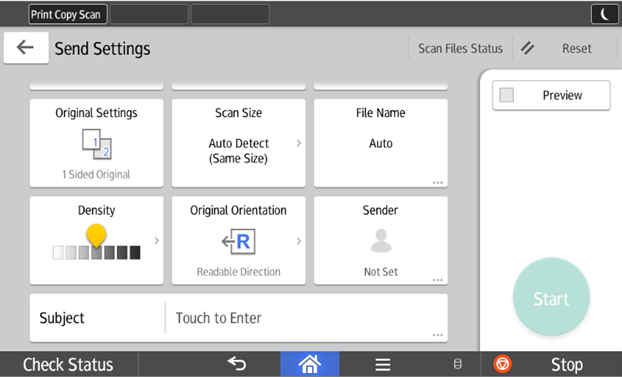 Print Copy Scan
Send Settings
Scan Files Status
Reset
Original Settings
1
2
1 Sided Original
Scan Size
Auto Detect
(Same Size)
File Name
Auto
...
Preview
Density
Original Orientation
R
Readable Direction
Sender
Not Set
...
Start
Subject
Touch to Enter
...
Check Status
Stop